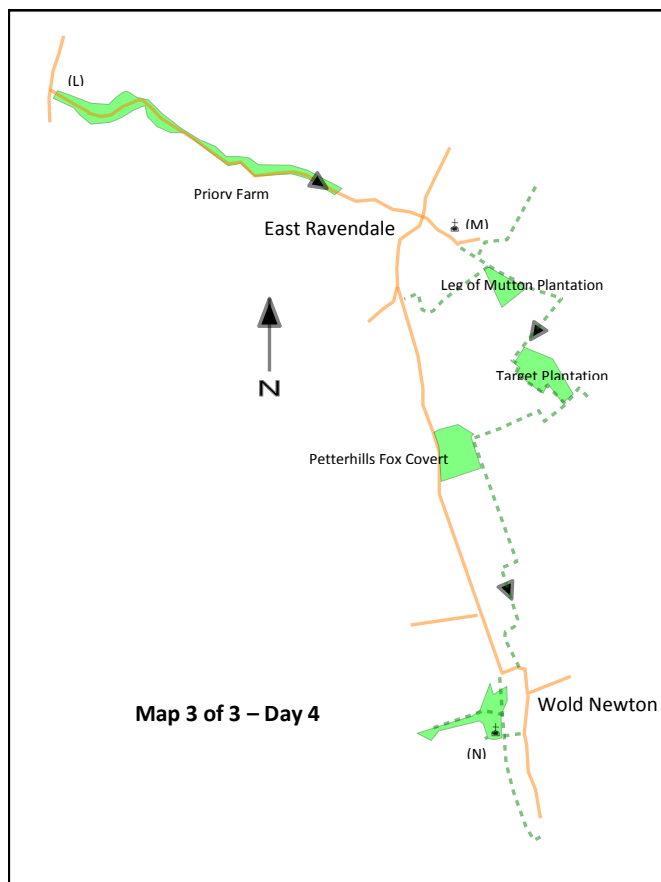 (L)
Priory Farm
East Ravendale
(M)
Leg of Mutton Plantation
N
Target Plantation
Petterhills Fox Covert
Map 3 of 3 – Day 4
Wold Newton
(N)